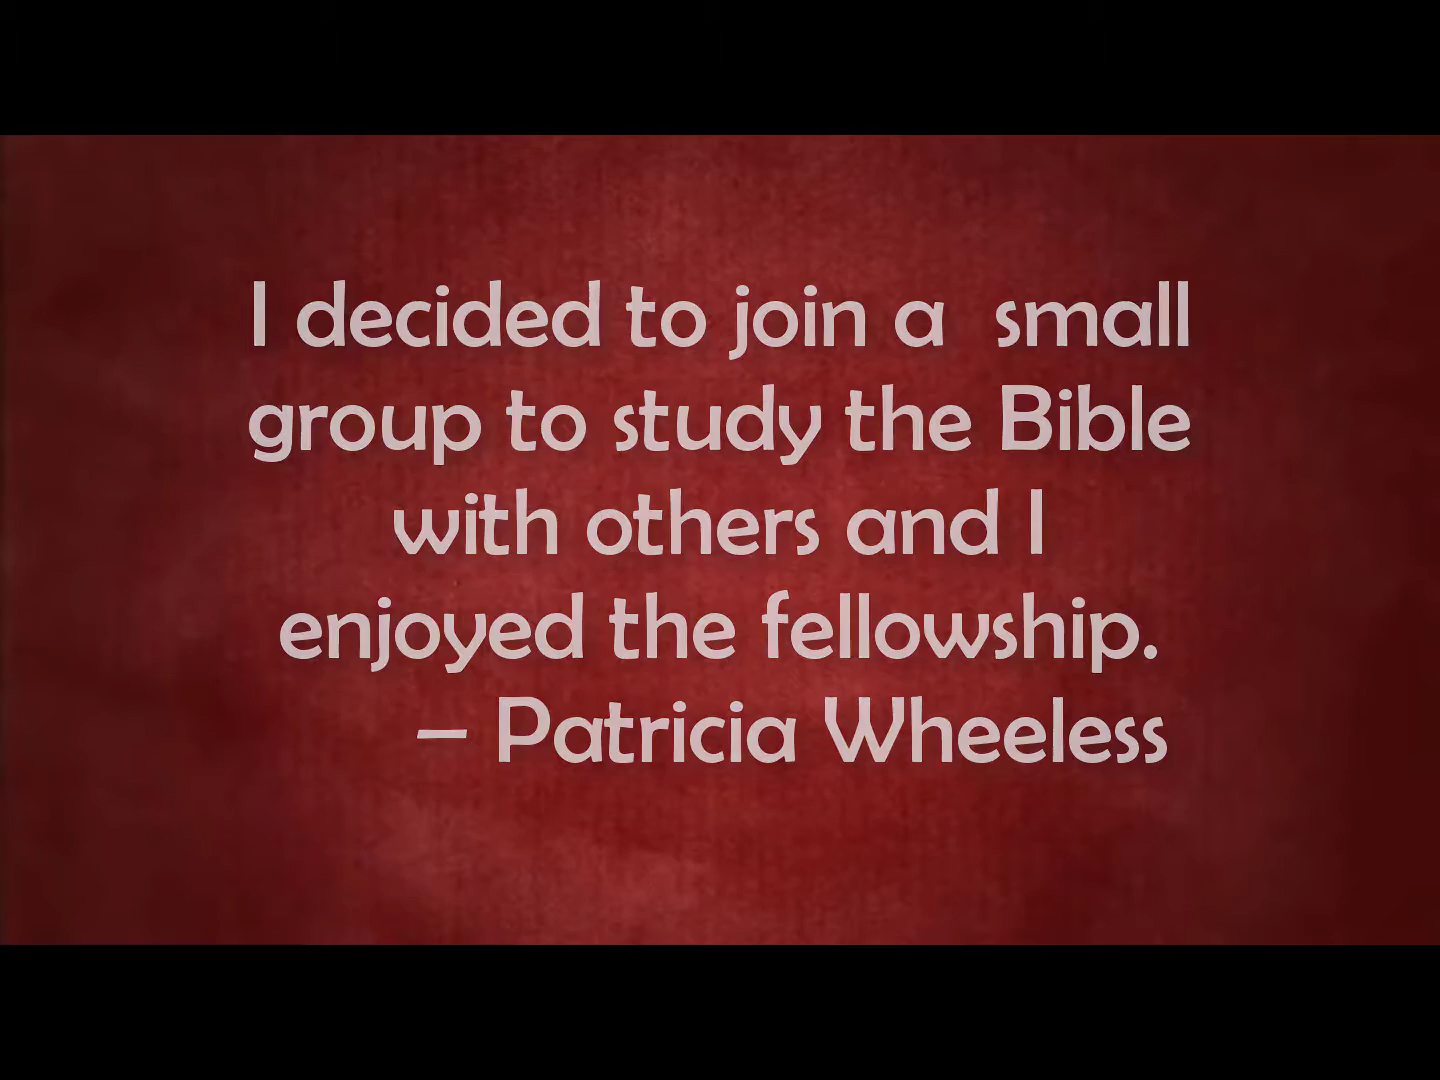 I decided to join a  small
group to study the Bible
with others and I
enjoyed the fellowship.
– Patricia Wheeless